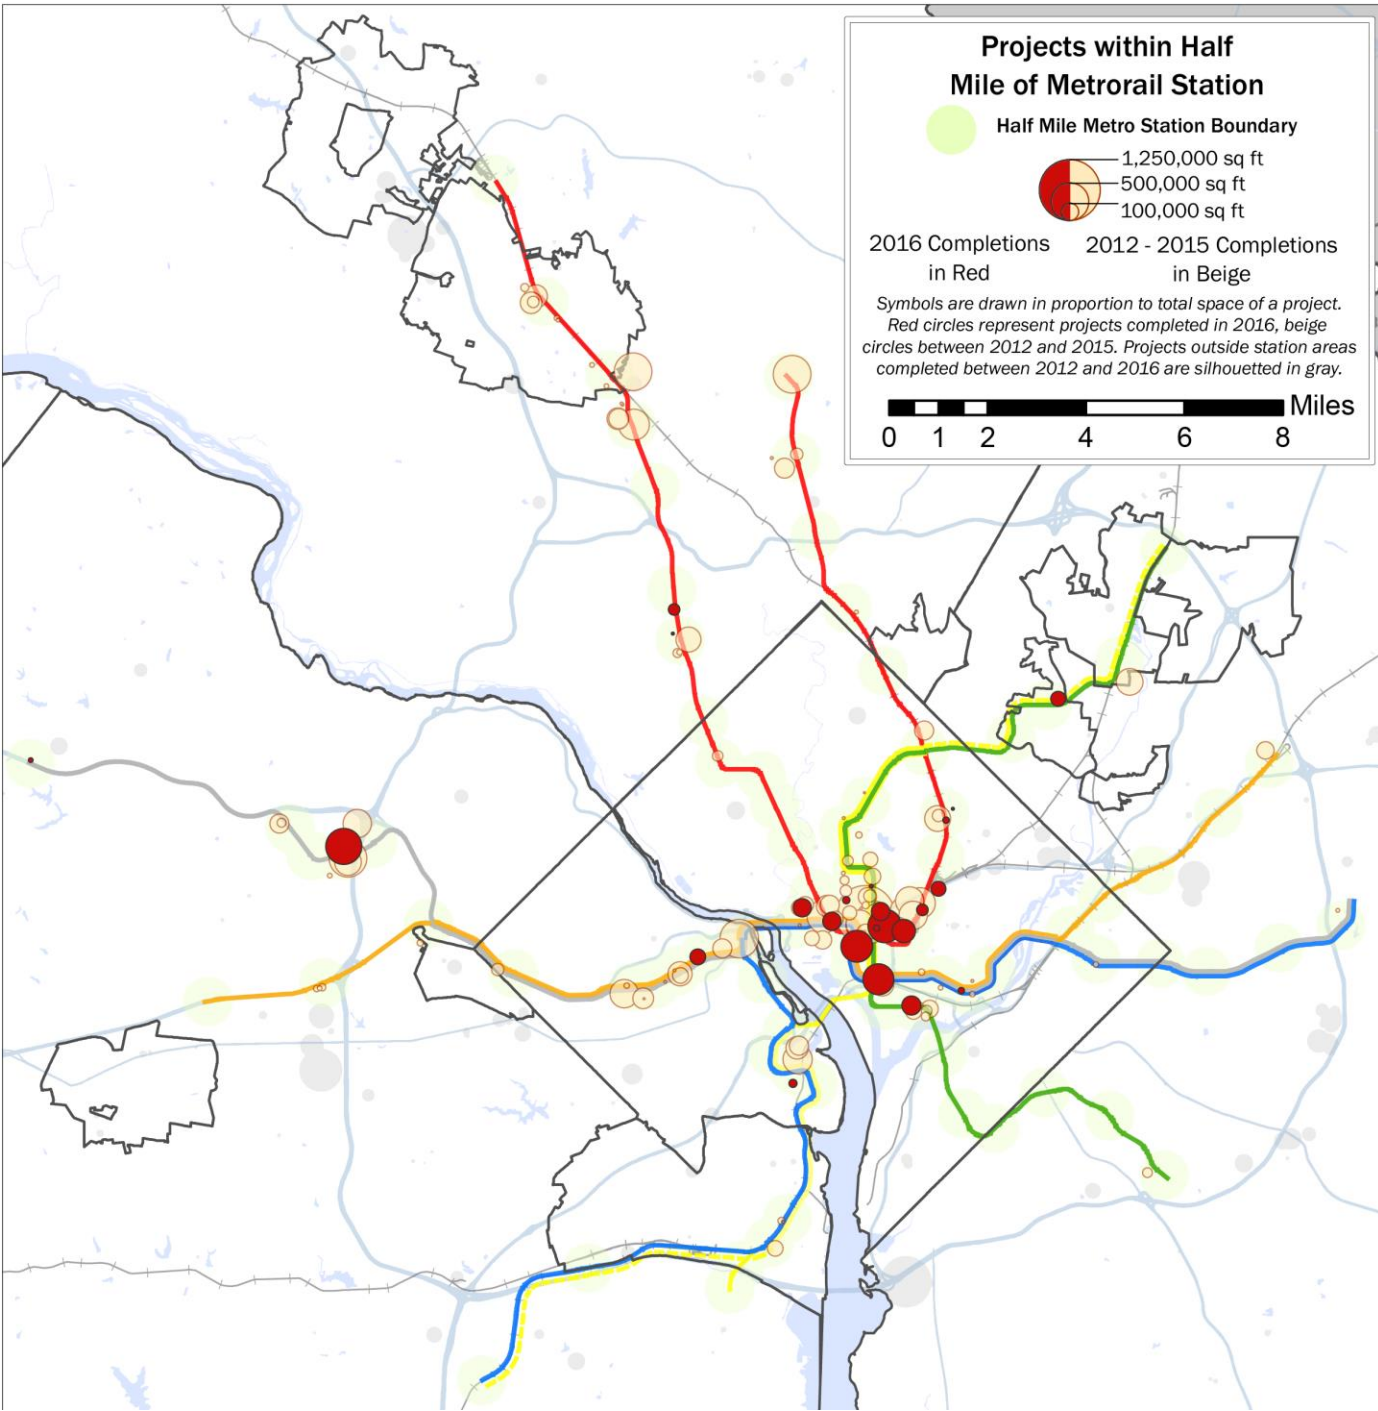 Projects within Half
Mile of Metrorail Station
Half Mile Metro Station Boundary
1,250,000 sq ft
500,000 sq ft
100,000 sq ft
2016 Completions
in Red
2012 - 2015 Completions
in Beige
Symbols are drawn in proportion to total space of a project.
Red circles represent projects completed in 2016, beige
circles between 2012 and 2015. Projects outside station areas
completed between 2012 and 2016 are silhouetted in gray.
Miles
0 1 2 4 6 8